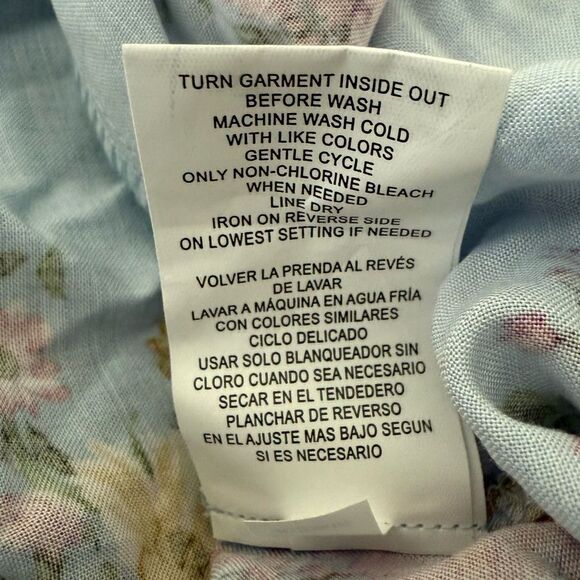 TURN GARMENT INSIDE OUT
BEFORE WASH
MACHINE WASH COLD
WITH LIKE COLORS
GENTLE CYCLE
ONLY NON-CHLORINE BLEACH
WHEN NEEDED
LINE DRY
IRON ON REVERSE SIDE
ON LOWEST SETTING IF NEEDED
VOLVER LA PRENDA AL REVÉS
DE LAVAR
LAVAR A MÁQUINA EN AGUA FRÍA
CON COLORES SIMILARES
CICLO DELICADO
USAR SOLO BLANQUEADOR SIN
CLORO CUANDO SEA NECESARIO
SECAR EN EL TENDEDERO
PLANCHAR DE REVERSO
EN EL AJUSTE MAS BAJO SEGUN
SI ES NECESARIO